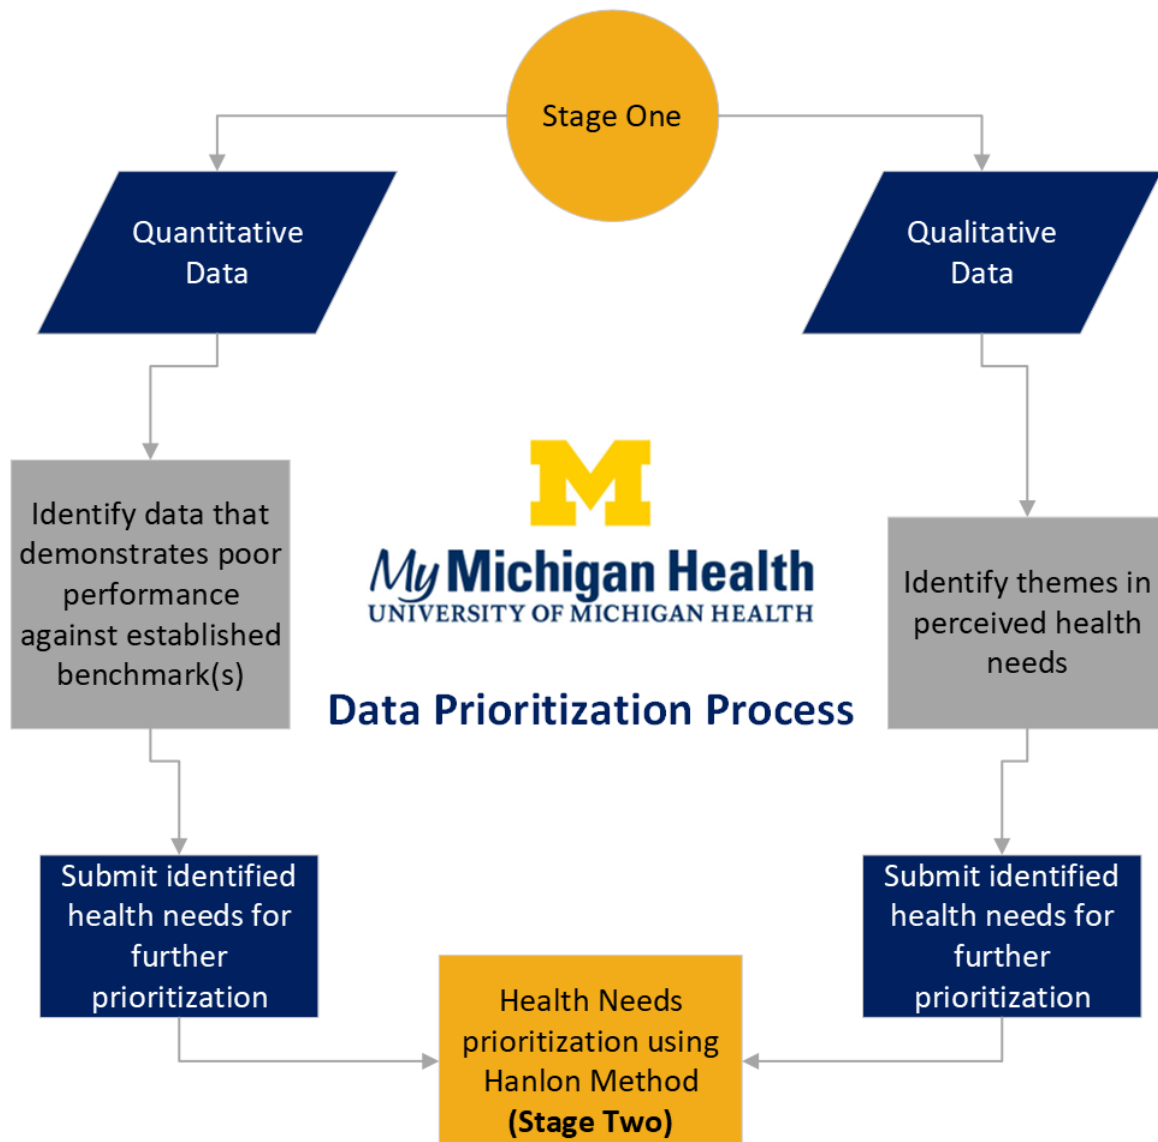 Stage One
Quantitative
Data
Qualitative
Data
Identify data that
demonstrates poor
performance
against established
benchmark(s)
M
My Michigan Health
UNIVERSITY OF MICHIGAN HEALTH
Data Prioritization Process
Identify themes in
perceived health
needs
Submit identified
health needs for
further
prioritization
Submit identified
health needs for
further
prioritization
Health Needs
prioritization using
Hanlon Method
(Stage Two)